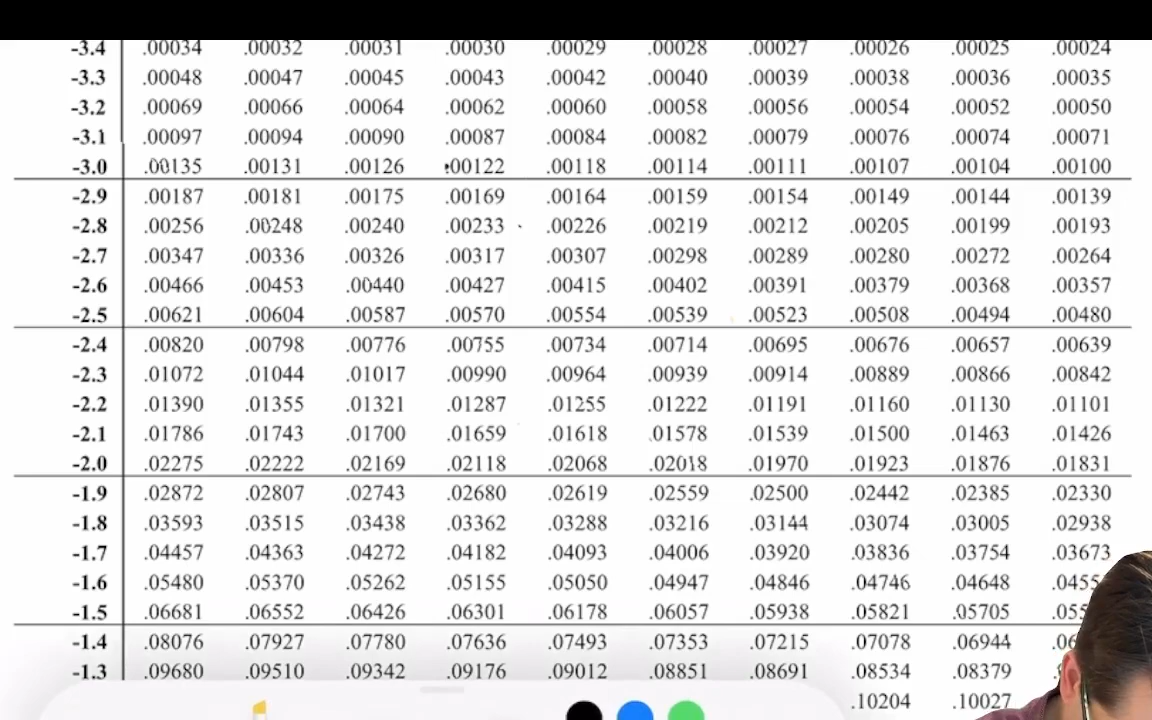 -3.4 .00034 .00032 .00031 .00030 .00029 .00028 .00027 .00026 .00025 .00024
-3.3 .00048 .00047 .00045 .00043 .00042 .00040 .00039 .00038 .00036 .00035
-3.2 .00069 .00066 .00064 .00062 .00060 .00058 .00056 .00054 .00052 .00050
-3.1 .00097 .00094 .00090 .00087 .00084 .00082 .00079 .00076 .00074 .00071
-3.0 .00135 .00131 .00126 .00122 .00118 .00114 .00111 .00107 .00104 .00100
-2.9 .00187 .00181 .00175 .00169 .00164 .00159 .00154 .00149 .00144 .00139
-2.8 .00256 .00248 .00240 .00233 .00226 .00219 .00212 .00205 .00199 .00193
-2.7 .00347 .00336 .00326 .00317 .00307 .00298 .00289 .00280 .00272 .00264
-2.6 .00466 .00453 .00440 .00427 .00415 .00402 .00391 .00379 .00368 .00357
-2.5 .00621 .00604 .00587 .00570 .00554 .00539 .00523 .00508 .00494 .00480
-2.4 .00820 .00798 .00776 .00755 .00734 .00714 .00695 .00676 .00657 .00639
-2.3 .01072 .01044 .01017 .00990 .00964 .00939 .00914 .00889 .00866 .00842
-2.2 .01390 .01355 .01321 .01287 .01255 .01222 .01191 .01160 .01130 .01101
-2.1 .01786 .01743 .01700 .01659 .01618 .01578 .01539 .01500 .01463 .01426
-2.0 .02275 .02222 .02169 .02118 .02068 .02018 .01970 .01923 .01876 .01831
-1.9 .02872 .02807 .02743 .02680 .02619 .02559 .02500 .02442 .02385 .02330
-1.8 .03593 .03515 .03438 .03362 .03288 .03216 .03144 .03074 .03005 .02938
-1.7 .04457 .04363 .04272 .04182 .04093 .04006 .03920 .03836 .03754 .03673
-1.6 .05480 .05370 .05262 .05155 .05050 .04947 .04846 .04746 .04648
-1.5 .06681 .06552 .06426 .06301 .06178 .06057 .05938 .05821 .05705
-1.4 .08076 .07927 .07780 .07636 .07493 .07353 .07215 .07078 .06944
-1.3 .09680 .09510 .09342 .09176 .09012 .08851 .08691 .08534 .08379
.10204 .10027